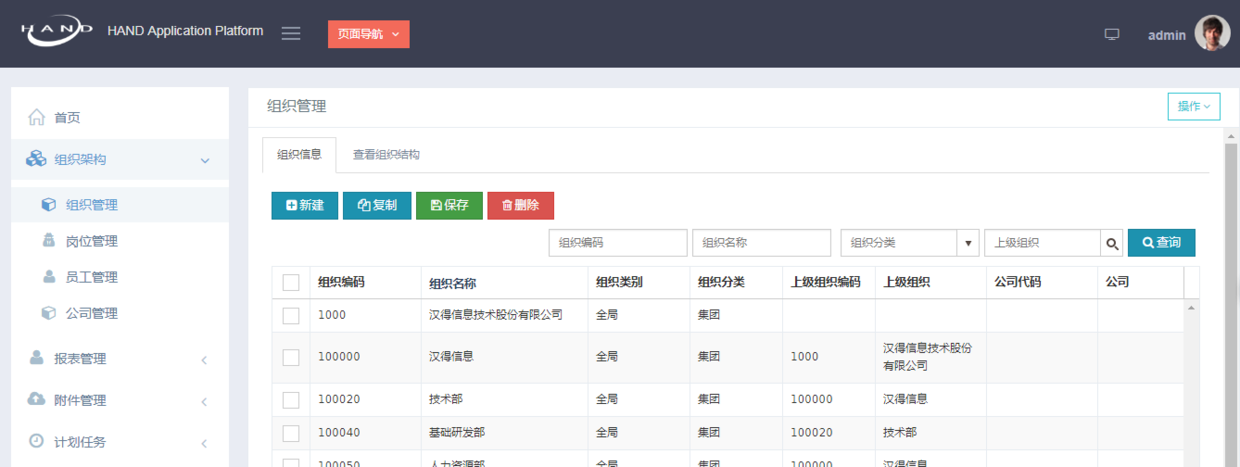 HAND HAND Application Platform 页面导航 admin
首页
组织架构
组织管理
岗位管理
员工管理
公司管理
报表管理
附件管理
计划任务
组织管理 操作
组织信息 查看组织结构
新建 复制 保存 删除
组织编码 组织名称 组织分类 上级组织 查询
组织编码 组织名称 组织类别 组织分类 上级组织编码 上级组织 公司代码 公司
1000 汉得信息技术股份有限公司 全局 集团
100000 汉得信息 全局 集团 1000 汉得信息技术股份
有限公司
100020 技术部 全局 集团 100000 汉得信息
100040 基础研发部 全局 集团 100020 技术部
100050 人力资源部 全局 集团 100000 汉得信息